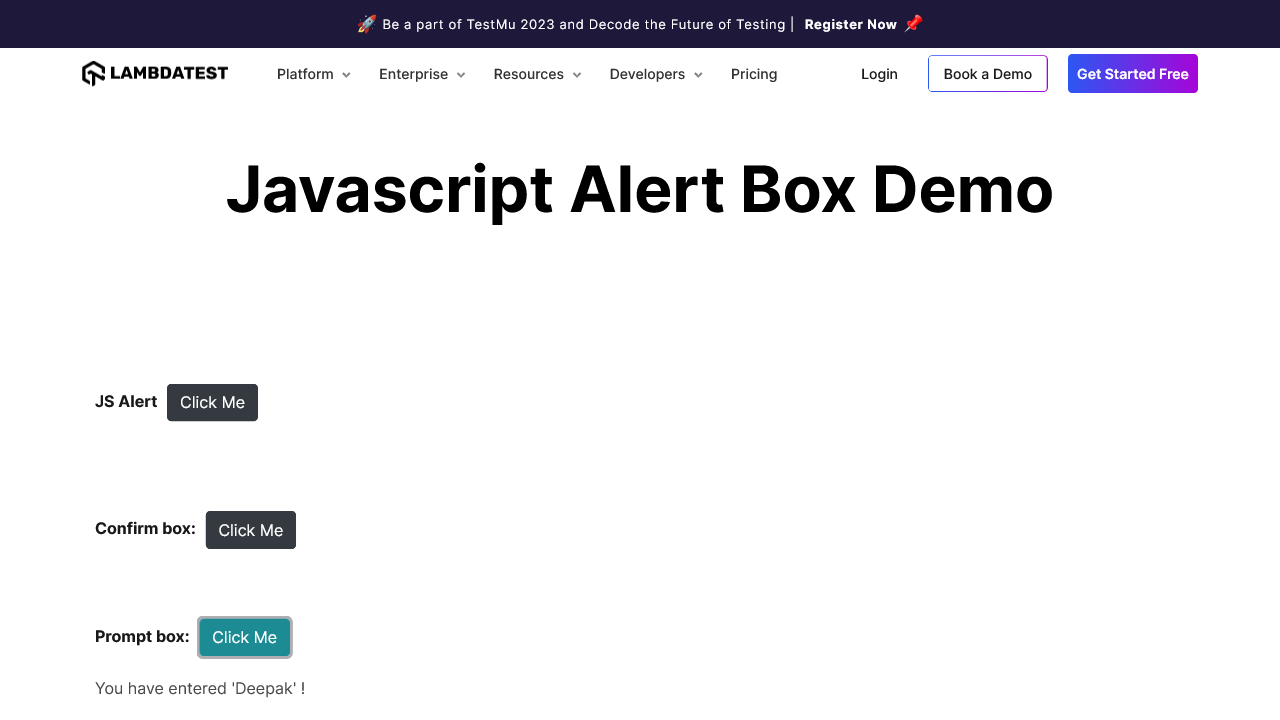 🚀 Be a part of TestMu 2023 and Decode the Future of Testing | Register Now 📌
LAMBDATEST Platform Enterprise Resources Developers Pricing Login Book a Demo Get Started Free
Javascript Alert Box Demo
JS Alert Click Me
Confirm box: Click Me
Prompt box: Click Me
You have entered 'Deepak' !